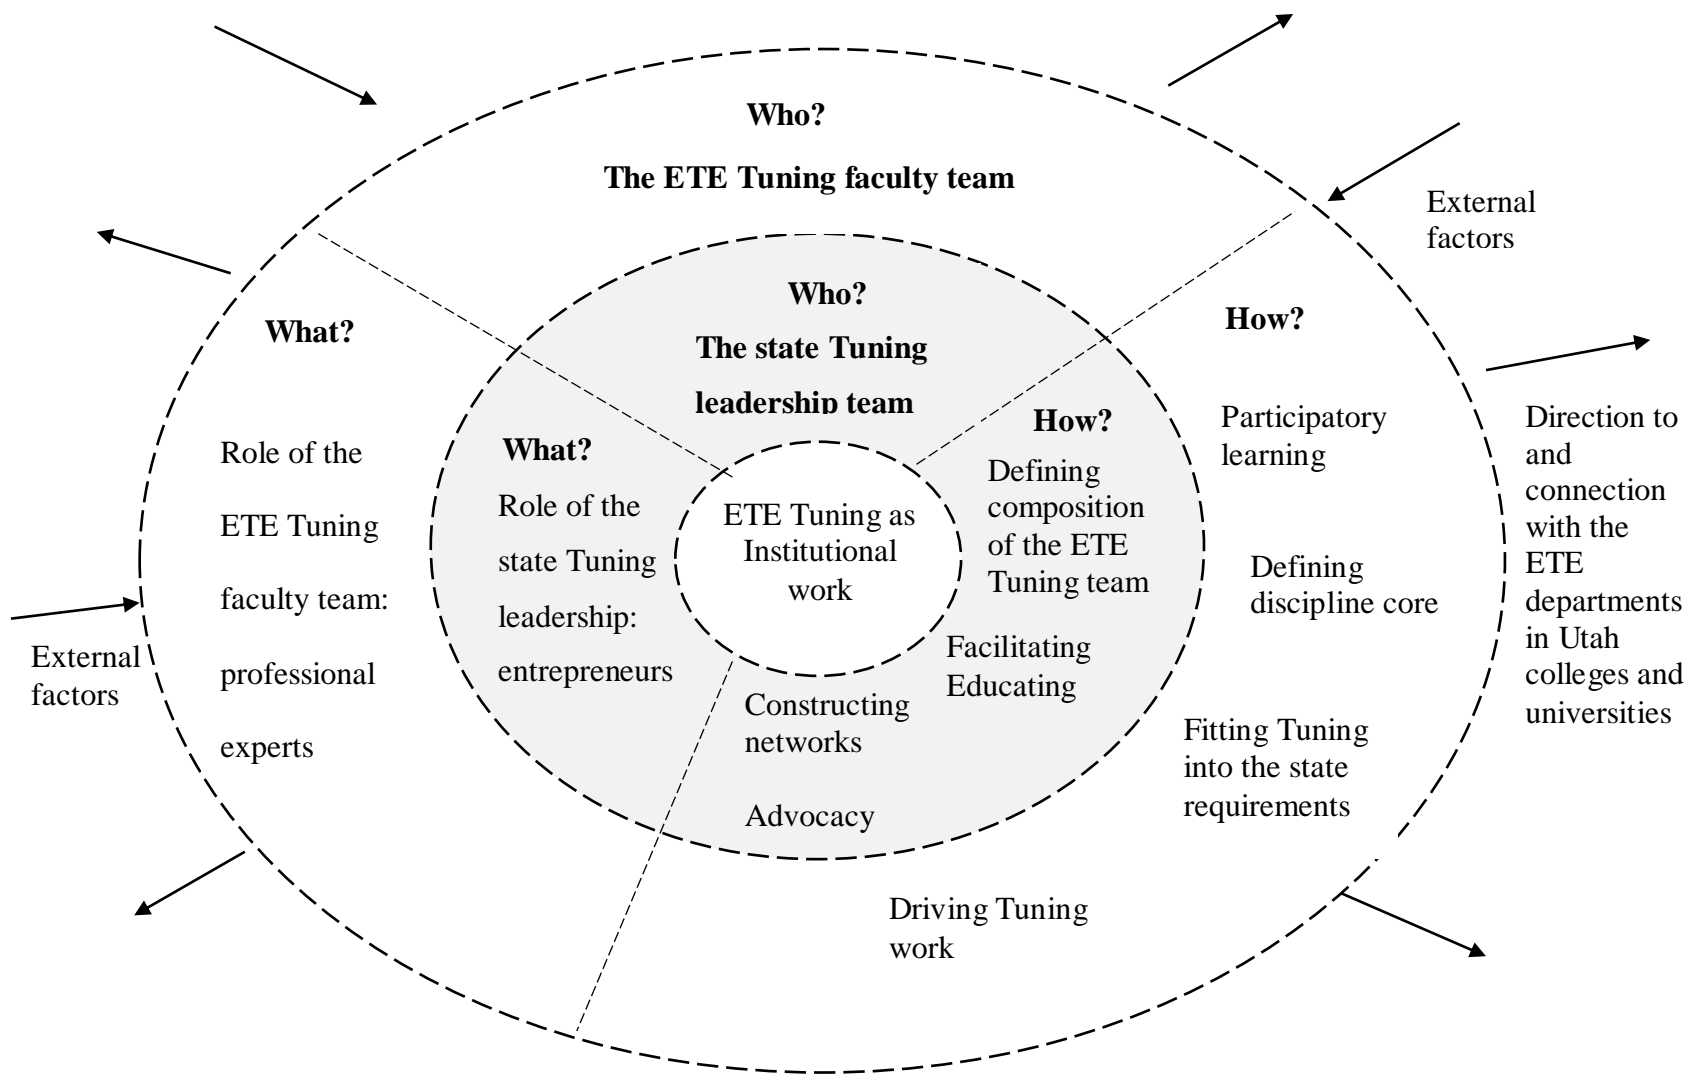 Who?
The ETE Tuning faculty team
External
factors
Who?
The state Tuning
leadership team
What?
Role of the
ETE Tuning
faculty team:
professional
experts
What?
Role of the
state Tuning
leadership:
entrepreneurs
ETE Tuning as
Institutional
work
How?
Defining
composition
of the ETE
Tuning team
Facilitating
Educating
Constructing
networks
Advocacy
How?
Participatory
learning
Defining
discipline core
Fitting Tuning
into the state
requirements
Driving Tuning
work
Direction to
and
connection
with the
ETE
departments
in Utah
colleges and
universities
External
factors